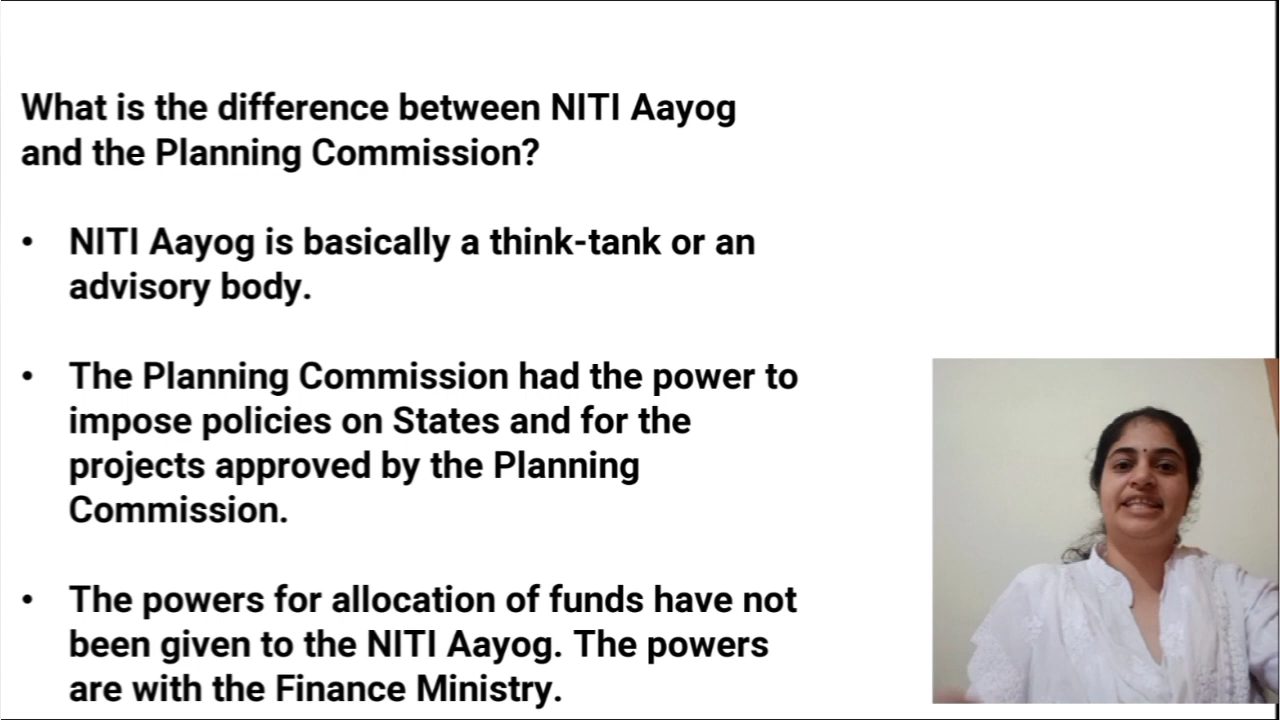 What is the difference between NITI Aayog
and the Planning Commission?
• NITI Aayog is basically a think-tank or an
advisory body.
• The Planning Commission had the power to
impose policies on States and for the
projects approved by the Planning
Commission.
• The powers for allocation of funds have not
been given to the NITI Aayog. The powers
are with the Finance Ministry.